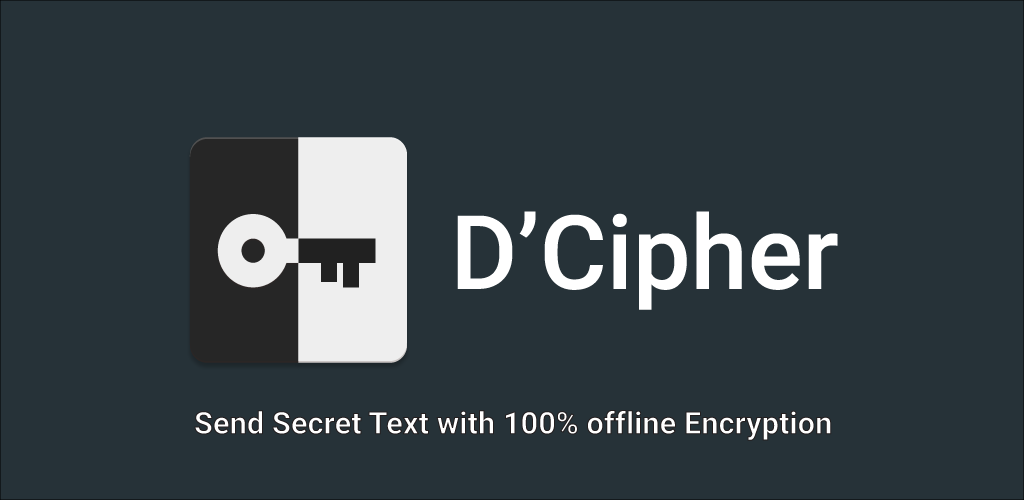 D’Cipher
Send Secret Text with 100% offline Encryption